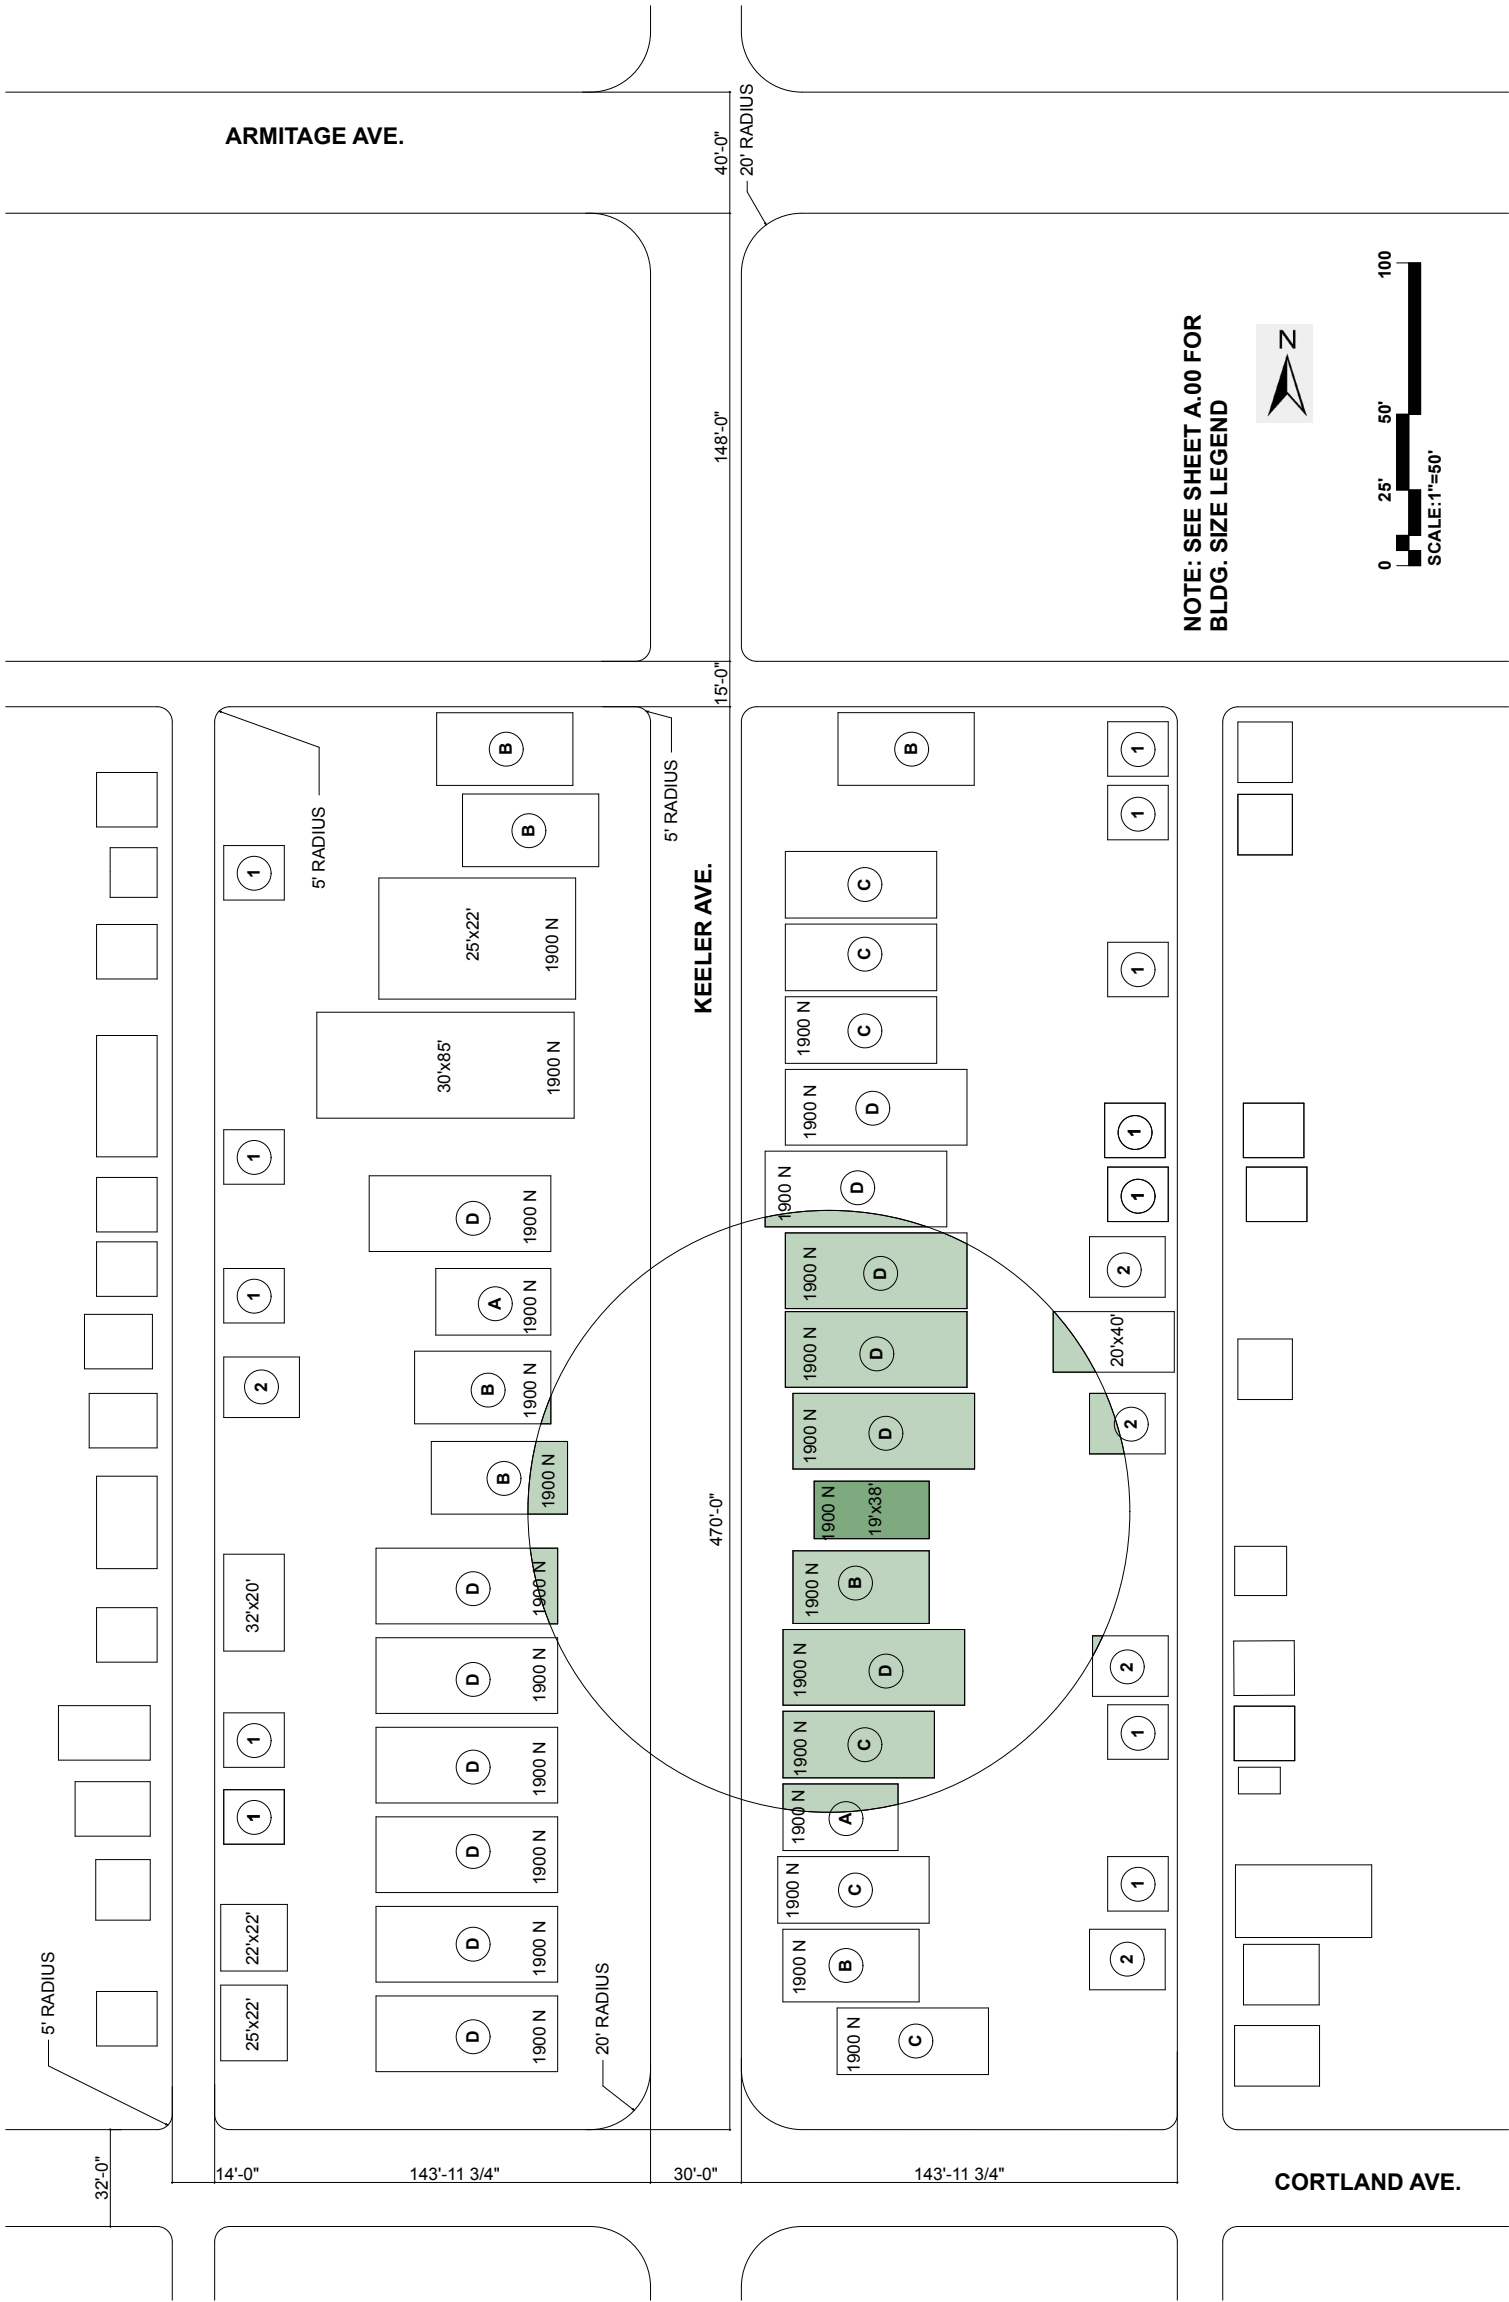 ARMITAGE AVE.
40'-0"
20' RADIUS
148'-0"
NOTE: SEE SHEET A.00 FOR
BLDG. SIZE LEGEND
N
0
25'
50'
100
SCALE:1"=50'
15'-0"
5' RADIUS
5' RADIUS
KEELER AVE.
470'-0"
B
B
1
25'x22'
1900 N
30'x85'
1900 N
1
D
1900 N
1
A
1900 N
2
B
1900 N
B
1900 N
32'x20'
D
1900 N
D
1900 N
1
D
1900 N
1
D
1900 N
22'x22'
D
1900 N
25'x22'
D
1900 N
B
1
1
C
C
1
1900 N
C
1900 N
D
1
1900 N
D
1
1900 N
D
2
1900 N
D
20'x40'
1900 N
D
2
1900 N
19'x38'
1900 N
B
1900 N
D
2
1900 N
C
1
1900 N
A
1900 N
C
1
1900 N
B
2
1900 N
C
5' RADIUS
20' RADIUS
32'-0"
14'-0"
143'-11 3/4"
30'-0"
143'-11 3/4"
CORTLAND AVE.